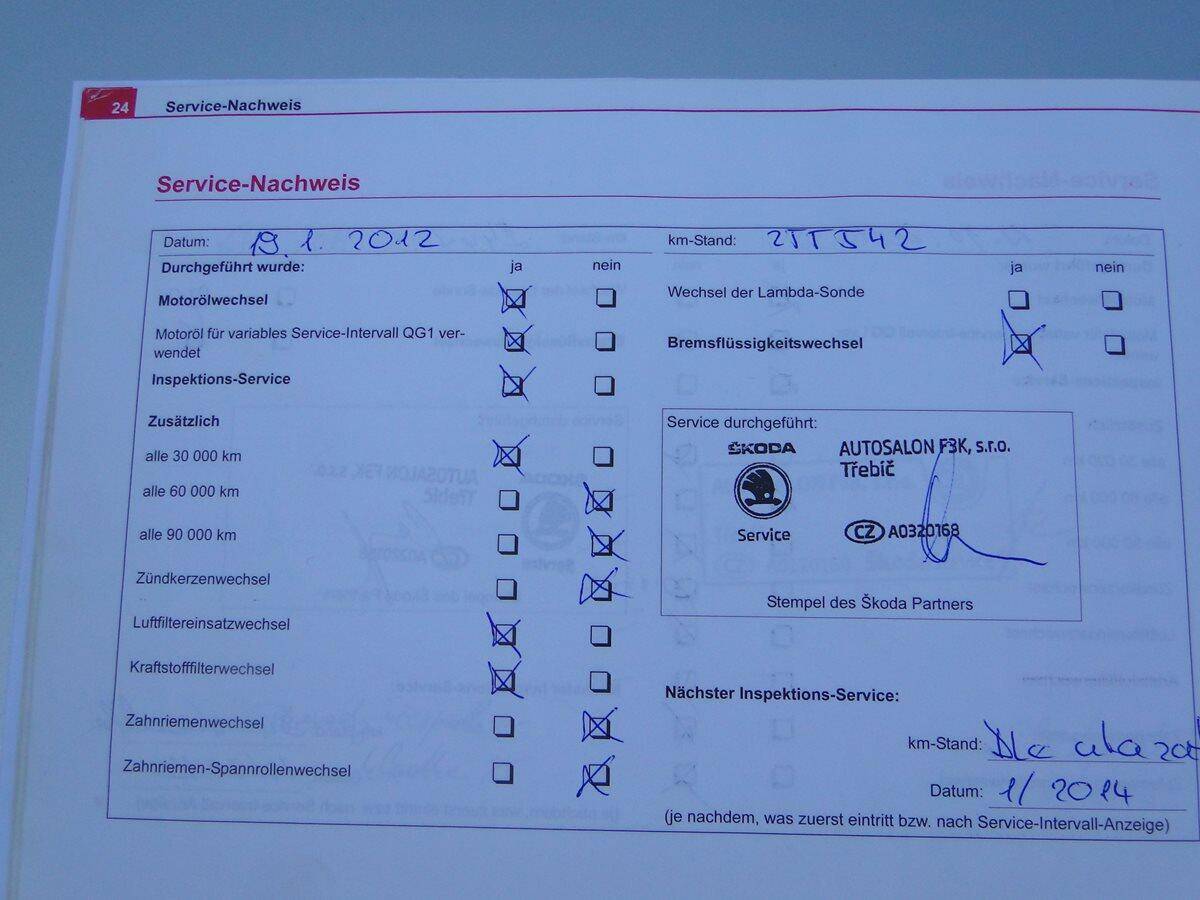 24 Service-Nachweis
Service-Nachweis
Datum: 19.1. 2012
Durchgeführt wurde: ja nein
Motorölwechsel
Motoröl für variables Service-Intervall QG1 ver-
wendet
Inspektions-Service
Zusätzlich
alle 30 000 km
alle 60 000 km
alle 90 000 km
Zündkerzenwechsel
Luftfiltereinsatzwechsel
Kraftstofffilterwechsel
Zahnriemenwechsel
Zahnriemen-Spannrollenwechsel
km-Stand:
ja nein
Wechsel der Lambda-Sonde
Bremsflüssigkeitswechsel
Service durchgeführt:
ŠKODA
Service
AUTOSALON F3K, s.r.o.
Třebíč
CZ A0320168
Stempel des Škoda Partners
Nächster Inspektions-Service:
km-Stand:
Datum: 1/ 2014
(je nachdem, was zuerst eintritt bzw. nach Service-Intervall-Anzeige)